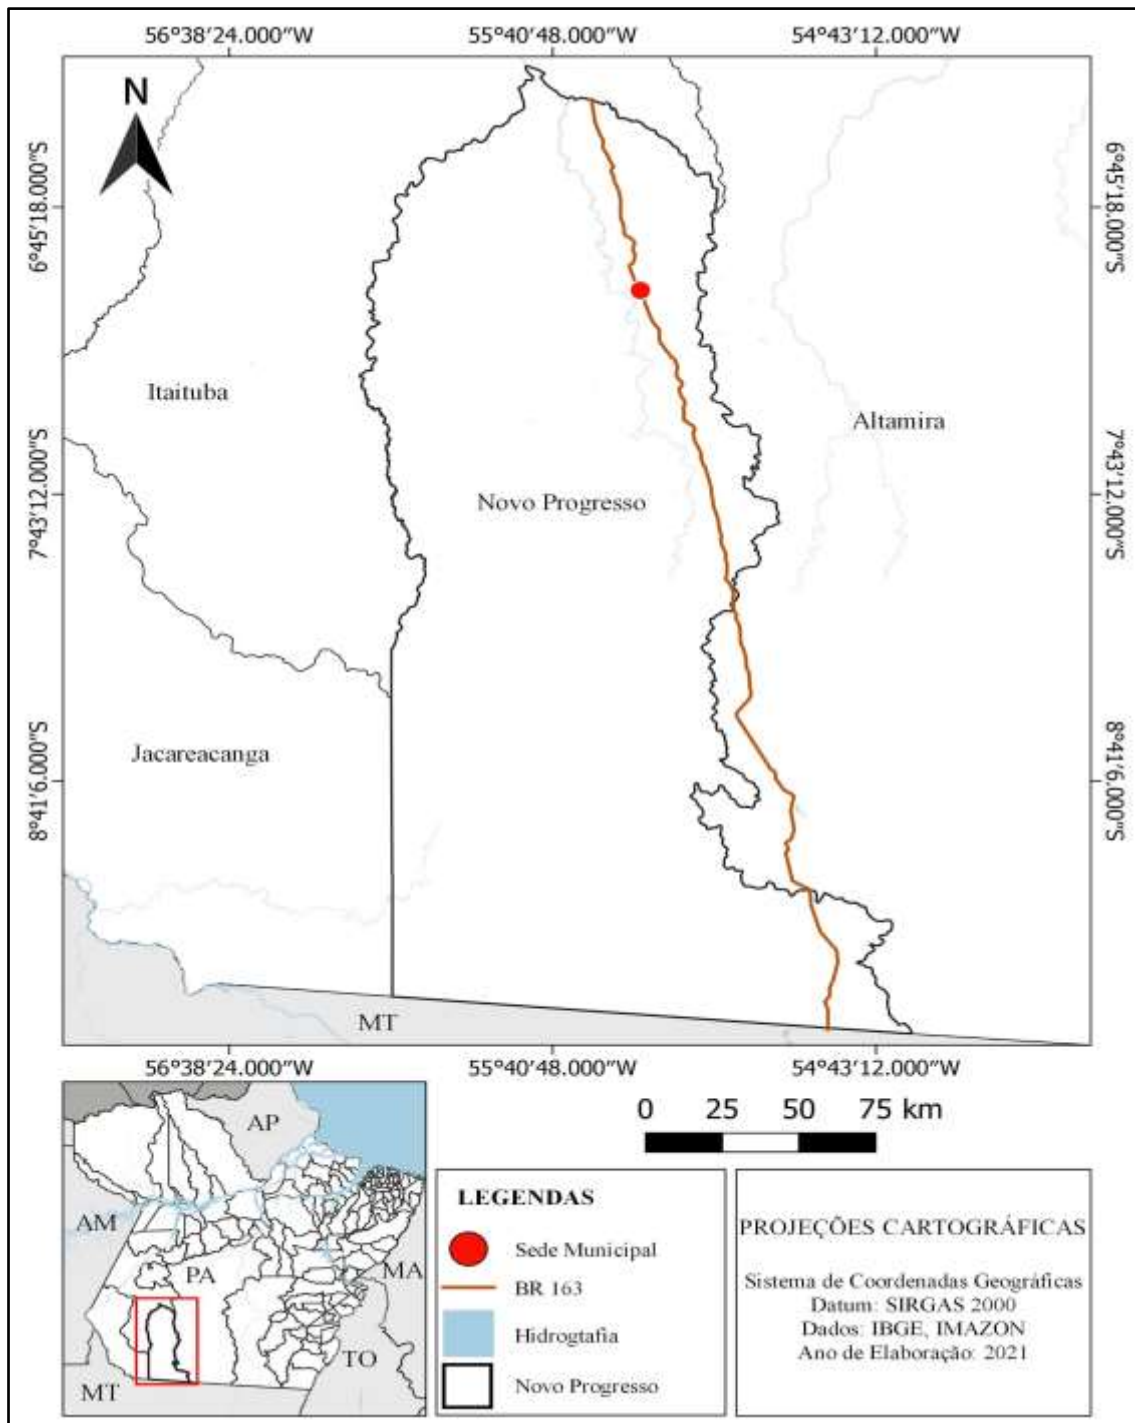 56°38′24.000″W 55°40′48.000″W 54°43′12.000″W
N
6°45′18.000″S
6°45′18.000″S
Itaituba
Altamira
7°43′12.000″S
Novo Progresso
7°43′12.000″S
8°41′6.000″S
Jacareacanga
8°41′6.000″S
MT
56°38′24.000″W 55°40′48.000″W 54°43′12.000″W
AP
AM
PA
MA
TO
MT
0 25 50 75 km
LEGENDAS
Sede Municipal
BR 163
Hidrogtafia
Novo Progresso
PROJEÇÕES CARTOGRÁFICAS
Sistema de Coordenadas Geográficas
Datum: SIRGAS 2000
Dados: IBGE, IMAZON
Ano de Elaboração: 2021